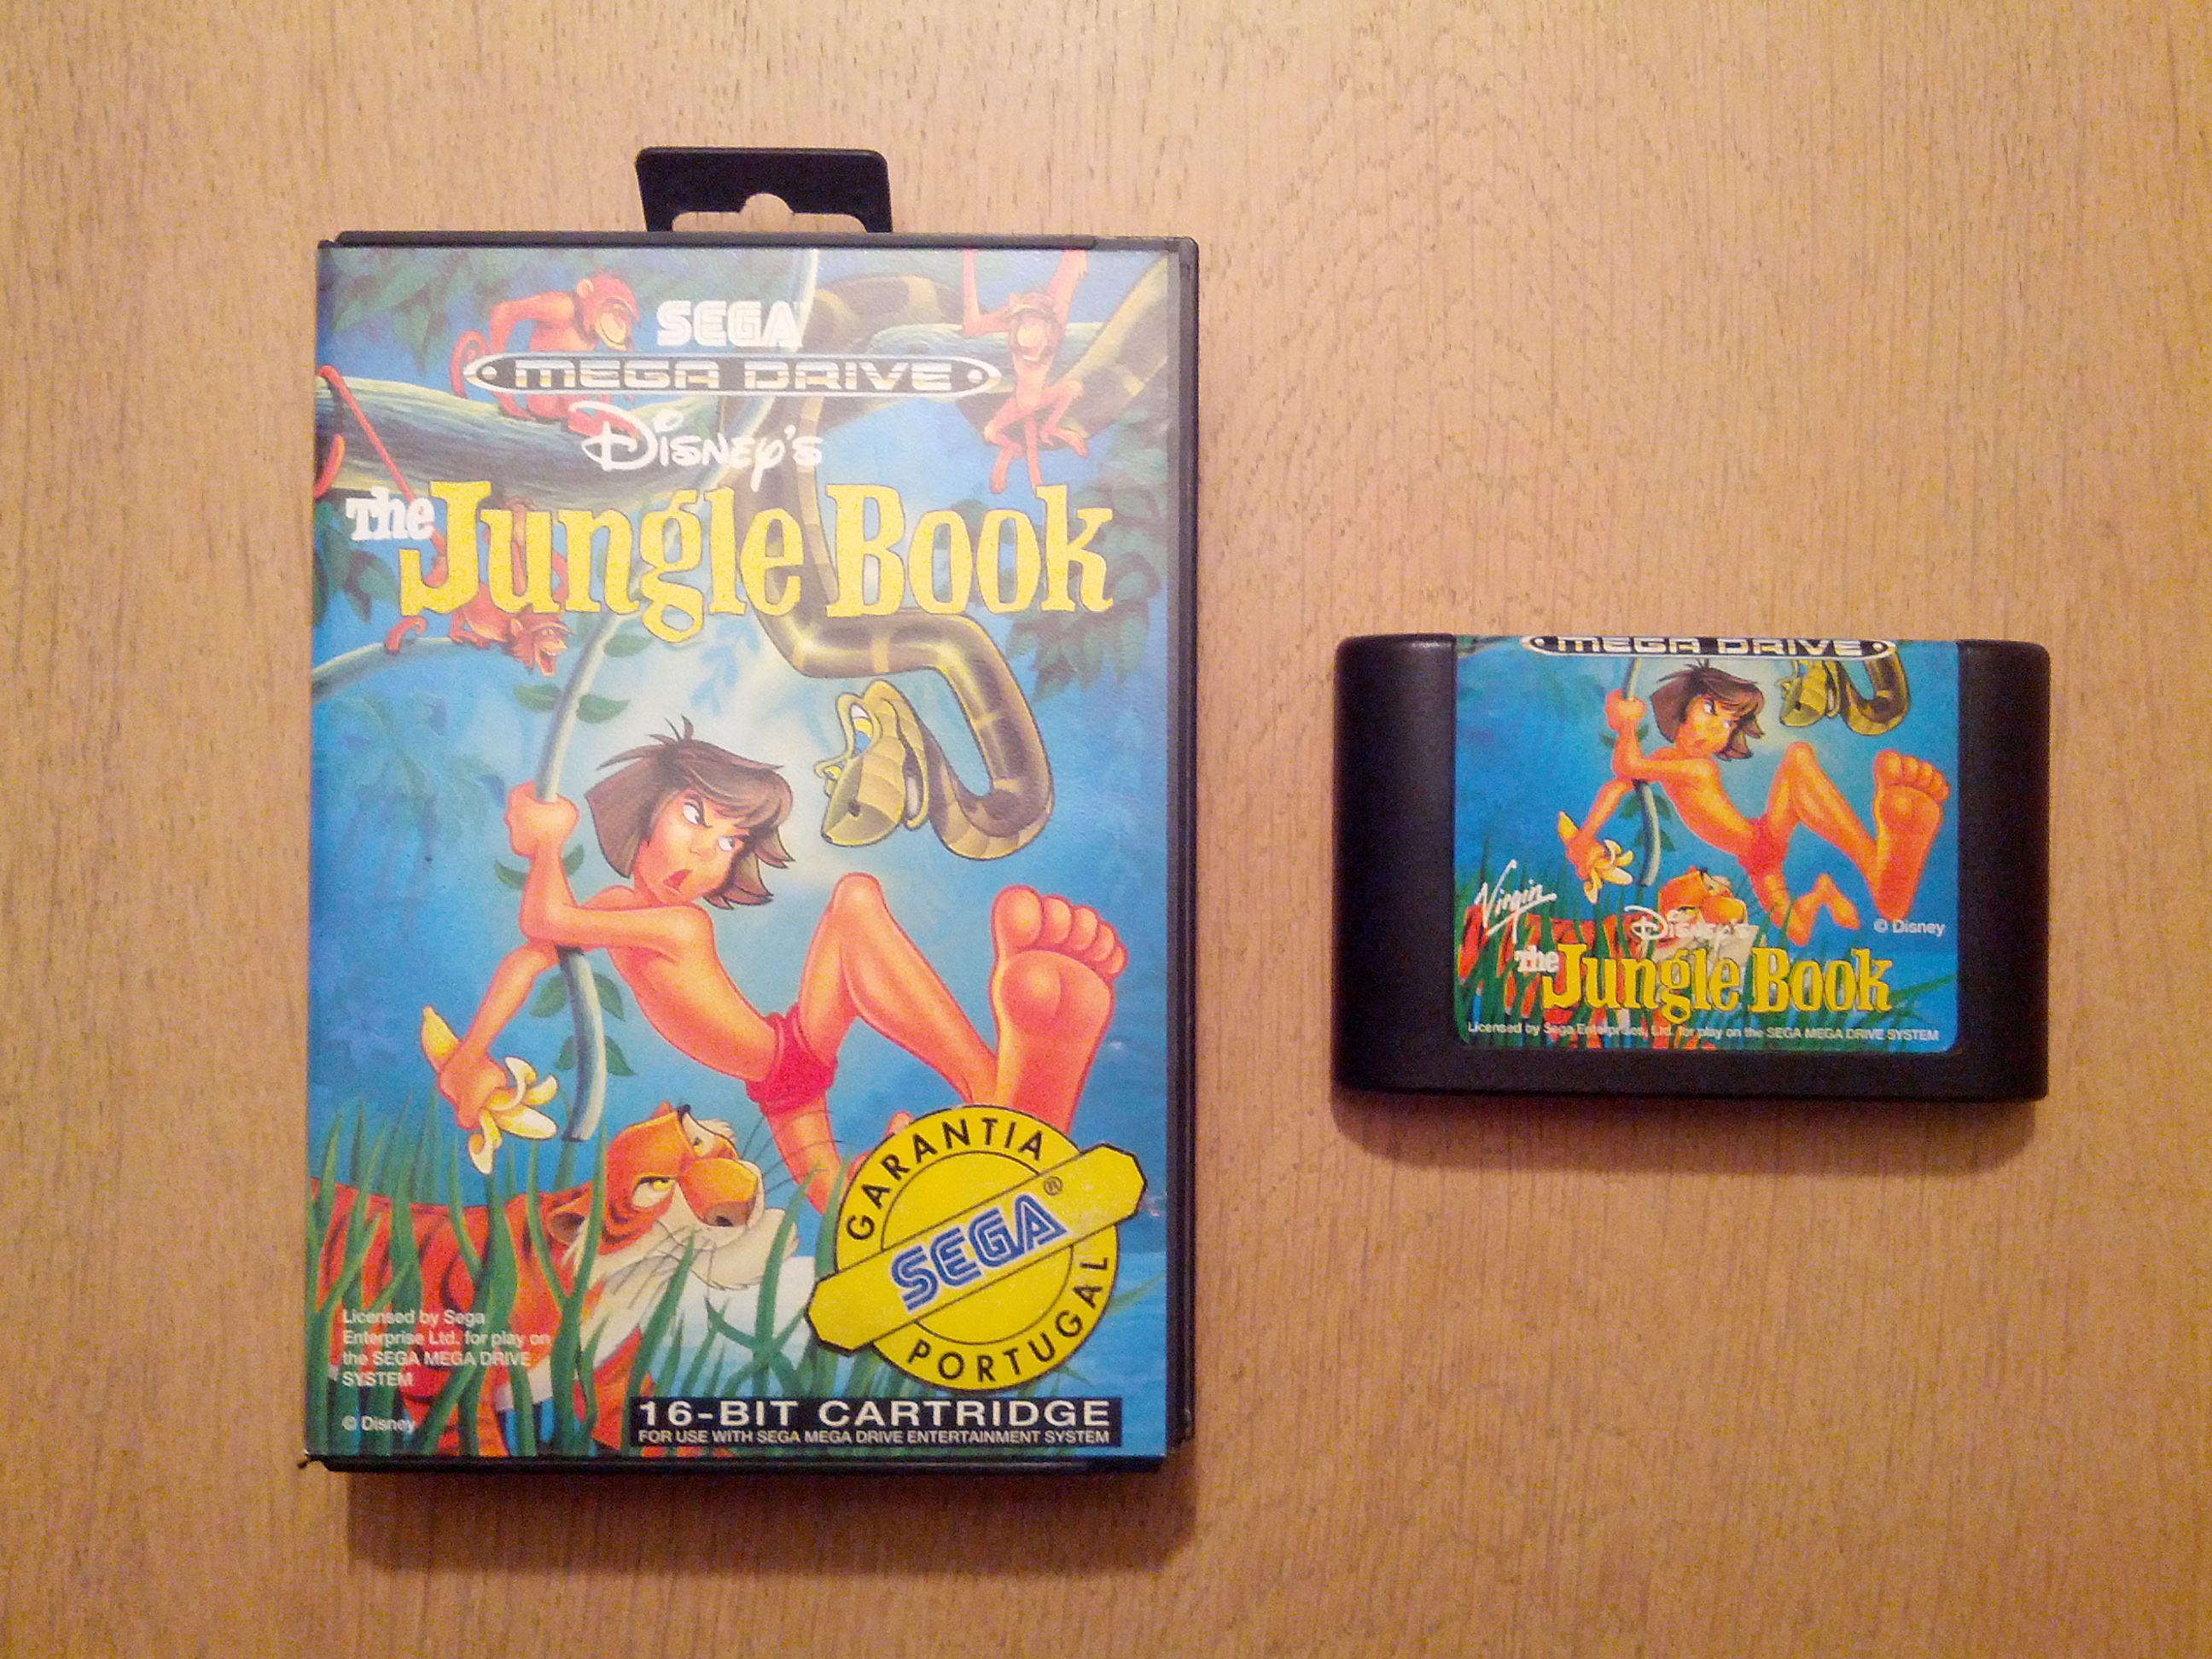 SEGA
MEGA DRIVE
Disney's
The Jungle Book
GARANTIA
SEGA®
PORTUGAL
Licensed by Sega
Enterprise Ltd. for play on
the SEGA MEGA DRIVE
SYSTEM
© Disney
16-BIT CARTRIDGE
FOR USE WITH SEGA MEGA DRIVE ENTERTAINMENT SYSTEM
MEGA DRIVE
Virgin
© Disney
Disney's
The Jungle Book
Licensed by Sega Enterprises, Ltd. for play on the SEGA MEGA DRIVE SYSTEM